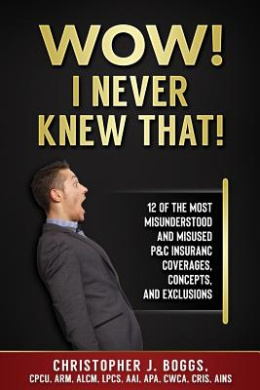 WOW!
I NEVER
KNEW THAT!
12 OF THE MOST
MISUNDERSTOOD
AND MISUSED
P&C INSURANC
COVERAGES,
CONCEPTS,
AND EXCLUSIONS
CHRISTOPHER J. BOGGS,
CPCU, ARM, ALCM, LPCS, AAI, APA, CWCA, CRIS, AINS